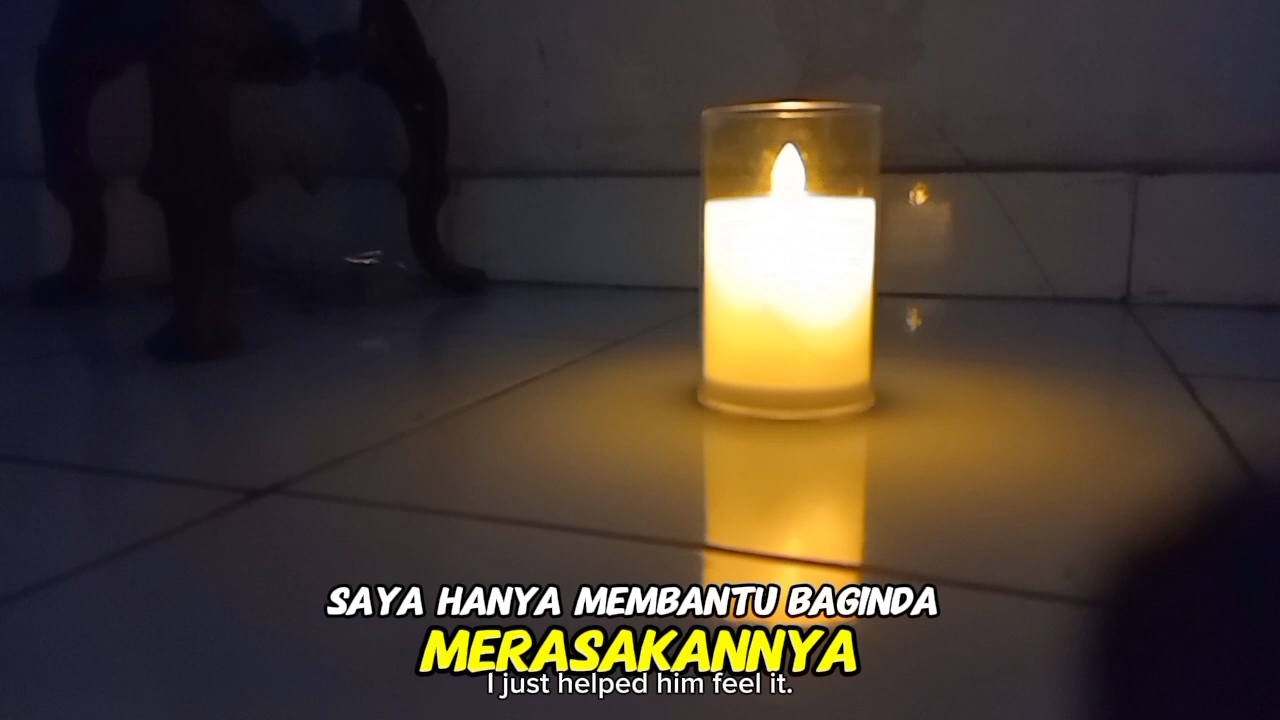 SAYA HANYA MEMBANTU BAGINDA
MERASAKANNYA
I just helped him feel it.